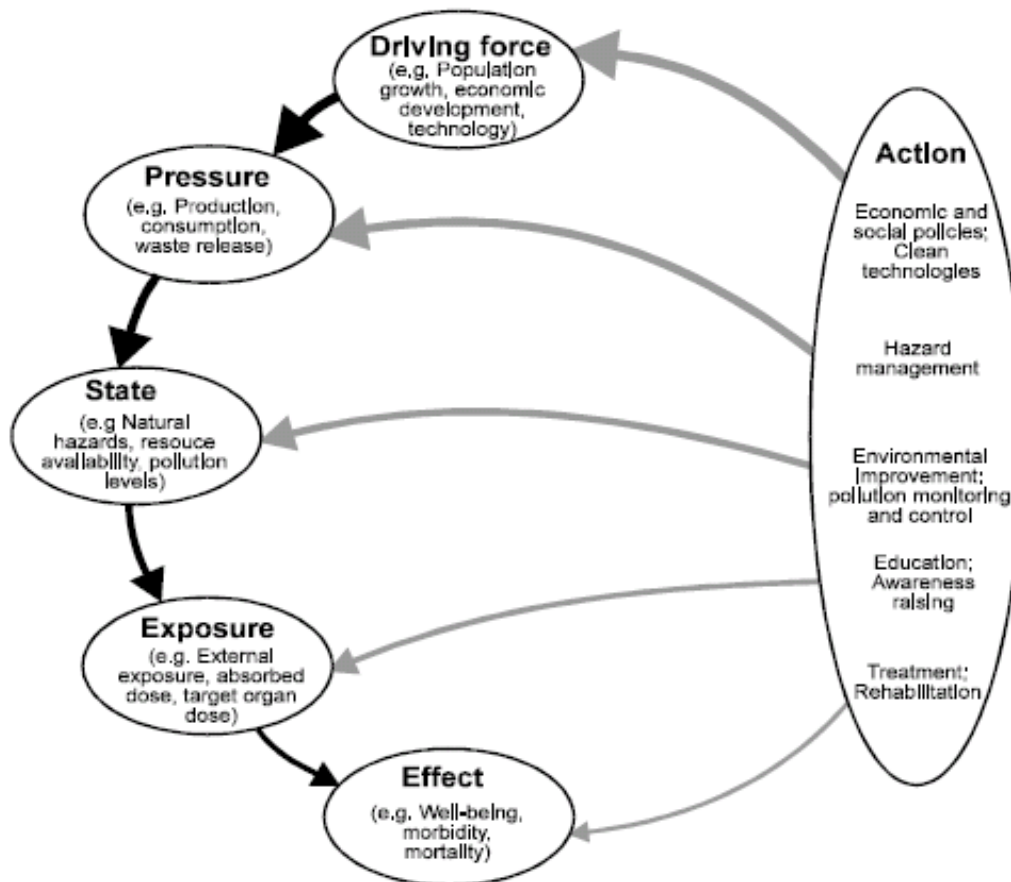 Driving force
(e.g. Population
growth, economic
development,
technology)
Pressure
(e.g. Production,
consumption,
waste release)
State
(e.g Natural
hazards, resouce
availability, pollution
levels)
Exposure
(e.g. External
exposure, absorbed
dose, target organ
dose)
Effect
(e.g. Well-being,
morbidity,
mortality)
Action
Economic and
social policies;
Clean
technologies
Hazard
management
Environmental
improvement;
pollution monitoring
and control
Education;
Awareness
raising
Treatment;
Rehabilitation